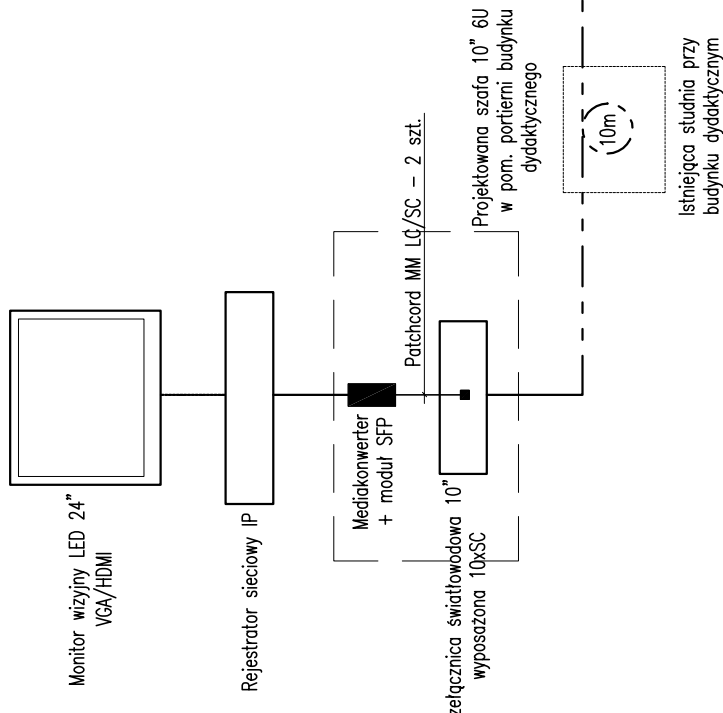 Monitor wizyjny LED 24”
VGA/HDMI
Rejestrator sieciowy IP
Mediakonwerter
+ moduł SFP
Patchcord MM LC/SC – 2 szt.
zełącznica światłowodowa 10”
wyposażona 10xSC
Projektowana szafa 10” 6U
w pom. portierni budynku
dydaktycznego
10m
Istniejąca studnia przy
budynku dydaktycznym